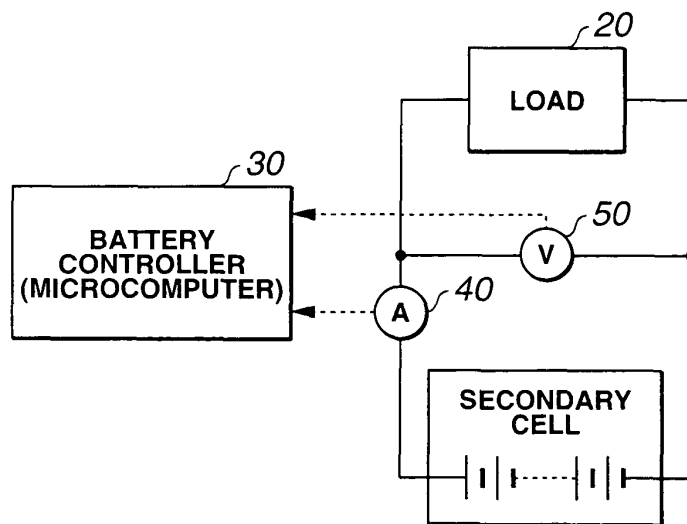 20
LOAD
30
BATTERY
CONTROLLER
(MICROCOMPUTER)
50
V
40
A
SECONDARY
CELL